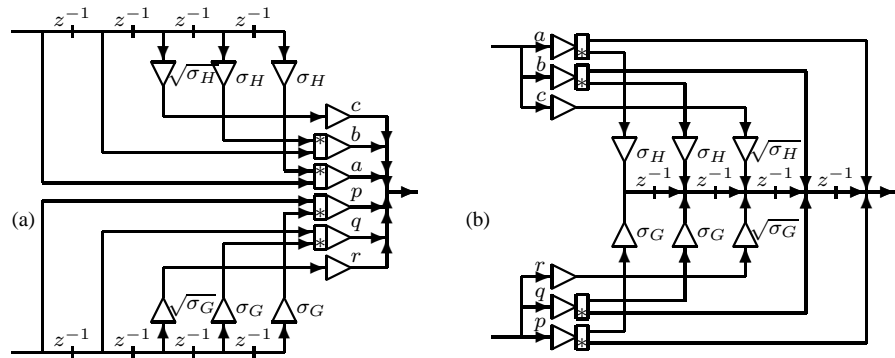 z⁻¹ z⁻¹ z⁻¹ z⁻¹
√σ_H σ_H σ_H
c
* b
* a
(a) * p
* q
r
√σ_G σ_G σ_G
z⁻¹ z⁻¹ z⁻¹ z⁻¹
a *
b *
c
σ_H σ_H √σ_H
z⁻¹ z⁻¹ z⁻¹ z⁻¹
(b)
σ_G σ_G √σ_G
r
q *
p *